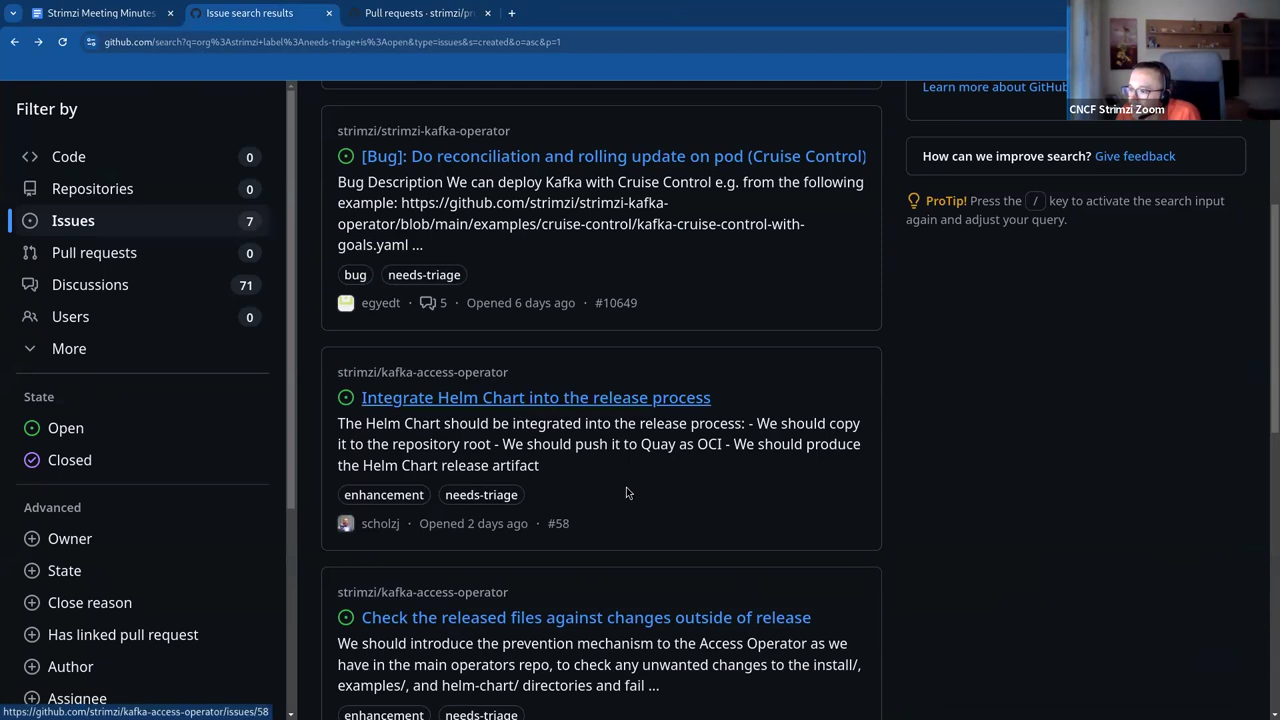 Strimzi Meeting Minutes
Issue search results
Pull requests · strimzi/pr
github.com/search?q=org%3Astrimzi+label%3Aneeds-triage+is%3Aopen&type=issues&s=created&o=asc&p=1
CNCF Strimzi Zoom
Filter by
Code 0
Repositories 0
Issues 7
Pull requests 0
Discussions 71
Users 0
More
State
Open
Closed
Advanced
Owner
State
Close reason
Has linked pull request
Author
Assignee
https://github.com/strimzi/kafka-access-operator/issues/58
strimzi/strimzi-kafka-operator
[Bug]: Do reconciliation and rolling update on pod (Cruise Control)
Bug Description We can deploy Kafka with Cruise Control e.g. from the following
example: https://github.com/strimzi/strimzi-kafka-
operator/blob/main/examples/cruise-control/kafka-cruise-control-with-
goals.yaml ...
bug needs-triage
egyedt · 5 · Opened 6 days ago · #10649
strimzi/kafka-access-operator
Integrate Helm Chart into the release process
The Helm Chart should be integrated into the release process: - We should copy
it to the repository root - We should push it to Quay as OCI - We should produce
the Helm Chart release artifact
enhancement needs-triage
scholzj · Opened 2 days ago · #58
strimzi/kafka-access-operator
Check the released files against changes outside of release
We should introduce the prevention mechanism to the Access Operator as we
have in the main operators repo, to check any unwanted changes to the install/,
examples/, and helm-chart/ directories and fail ...
enhancement needs-triage
Learn more about GitHub
How can we improve search? Give feedback
ProTip! Press the / key to activate the search input
again and adjust your query.